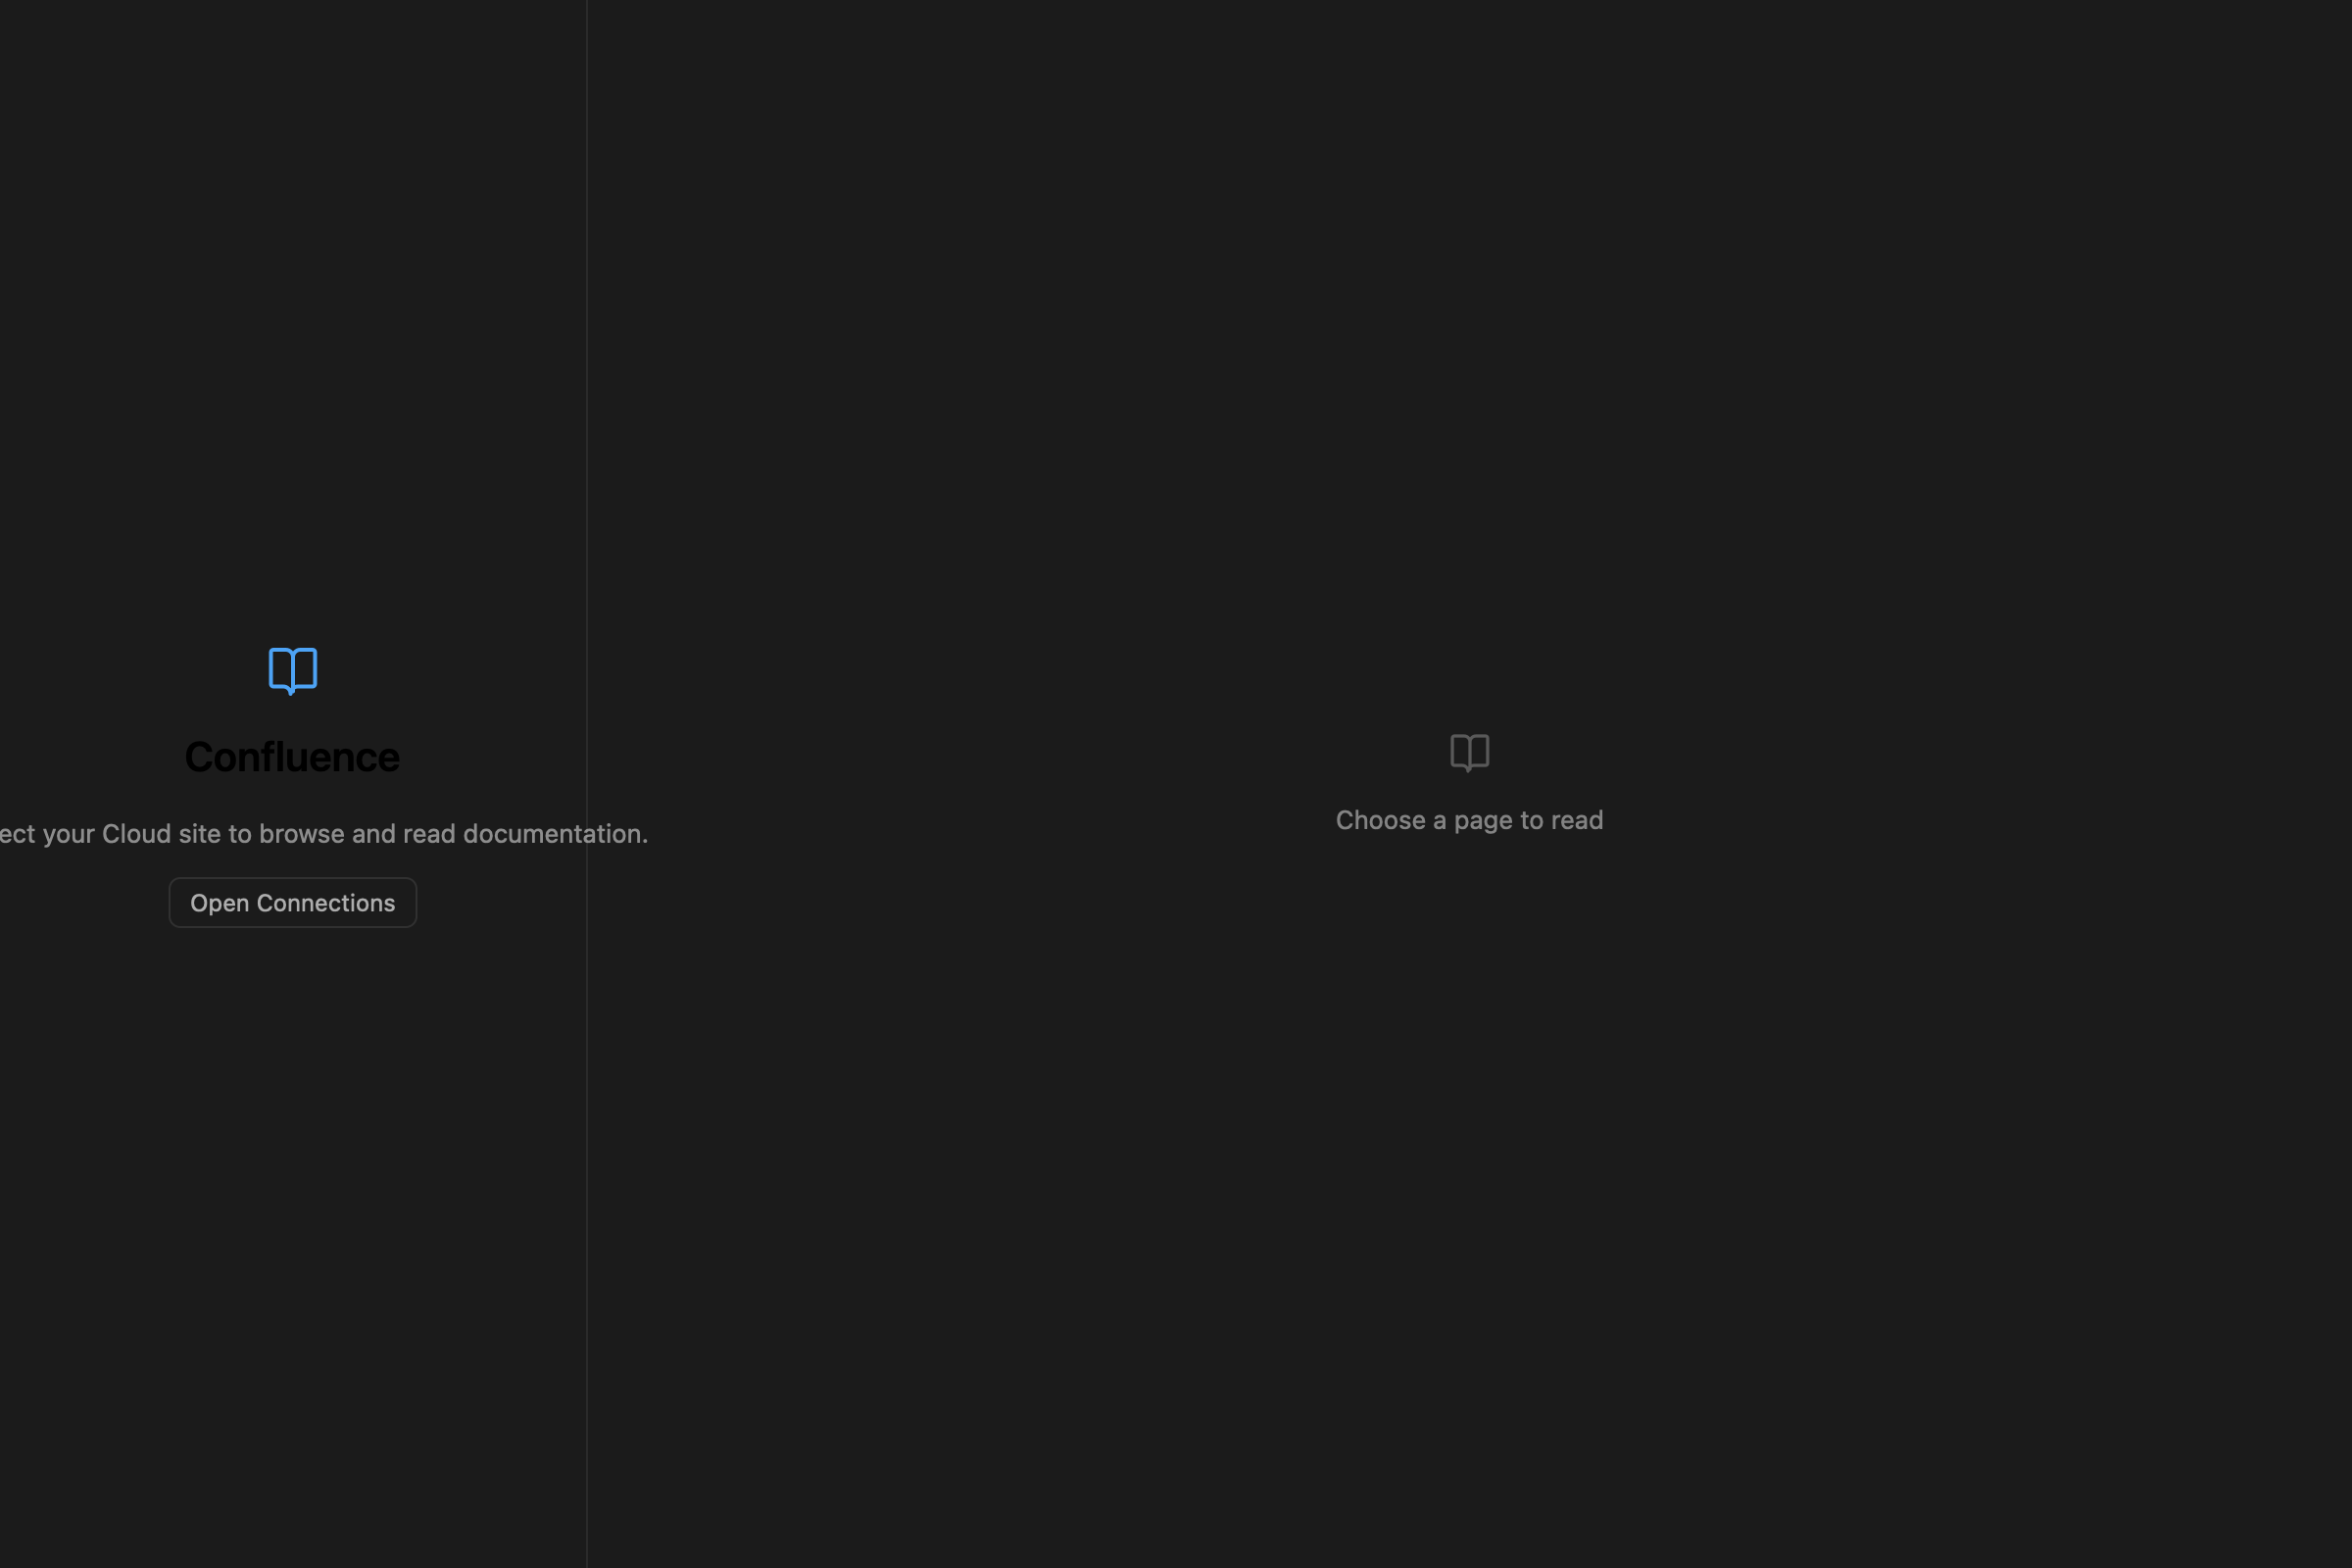 Confluence
ect your Cloud site to browse and read documentation.
Open Connections
Choose a page to read